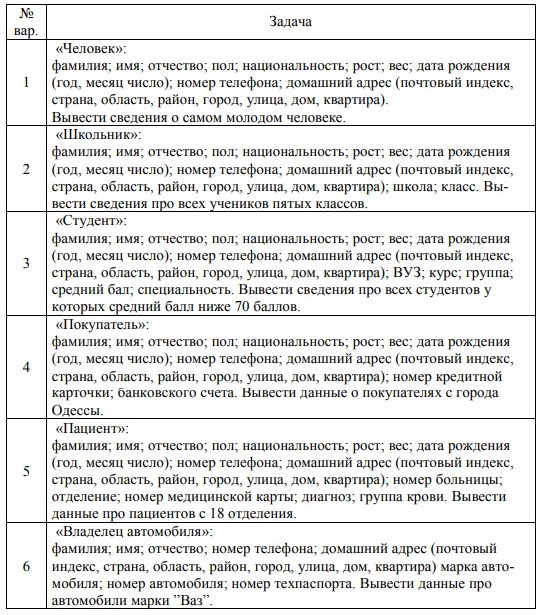 №
вар.
Задача
1
«Человек»:
фамилия; имя; отчество; пол; национальность; рост; вес; дата рождения
(год, месяц число); номер телефона; домашний адрес (почтовый индекс,
страна, область, район, город, улица, дом, квартира).
Вывести сведения о самом молодом человеке.
2
«Школьник»:
фамилия; имя; отчество; пол; национальность; рост; вес; дата рождения
(год, месяц число); номер телефона; домашний адрес (почтовый индекс,
страна, область, район, город, улица, дом, квартира); школа; класс. Вы-
вести сведения про всех учеников пятых классов.
3
«Студент»:
фамилия; имя; отчество; пол; национальность; рост; вес; дата рождения
(год, месяц число); номер телефона; домашний адрес (почтовый индекс,
страна, область, район, город, улица, дом, квартира); ВУЗ; курс; группа;
средний бал; специальность. Вывести сведения про всех студентов у
которых средний балл ниже 70 баллов.
4
«Покупатель»:
фамилия; имя; отчество; пол; национальность; рост; вес; дата рождения
(год, месяц число); номер телефона; домашний адрес (почтовый индекс,
страна, область, район, город, улица, дом, квартира); номер кредитной
карточки; банковского счета. Вывести данные о покупателях с города
Одессы.
5
«Пациент»:
фамилия; имя; отчество; пол; национальность; рост; вес; дата рождения
(год, месяц число); номер телефона; домашний адрес (почтовый индекс,
страна, область, район, город, улица, дом, квартира); номер больницы;
отделение; номер медицинской карты; диагноз; группа крови. Вывести
данные про пациентов с 18 отделения.
6
«Владелец автомобиля»:
фамилия; имя; отчество; номер телефона; домашний адрес (почтовый
индекс, страна, область, район, город, улица, дом, квартира) марка авто-
мобиля; номер автомобиля; номер техпаспорта. Вывести данные про
автомобили марки ”Ваз”.